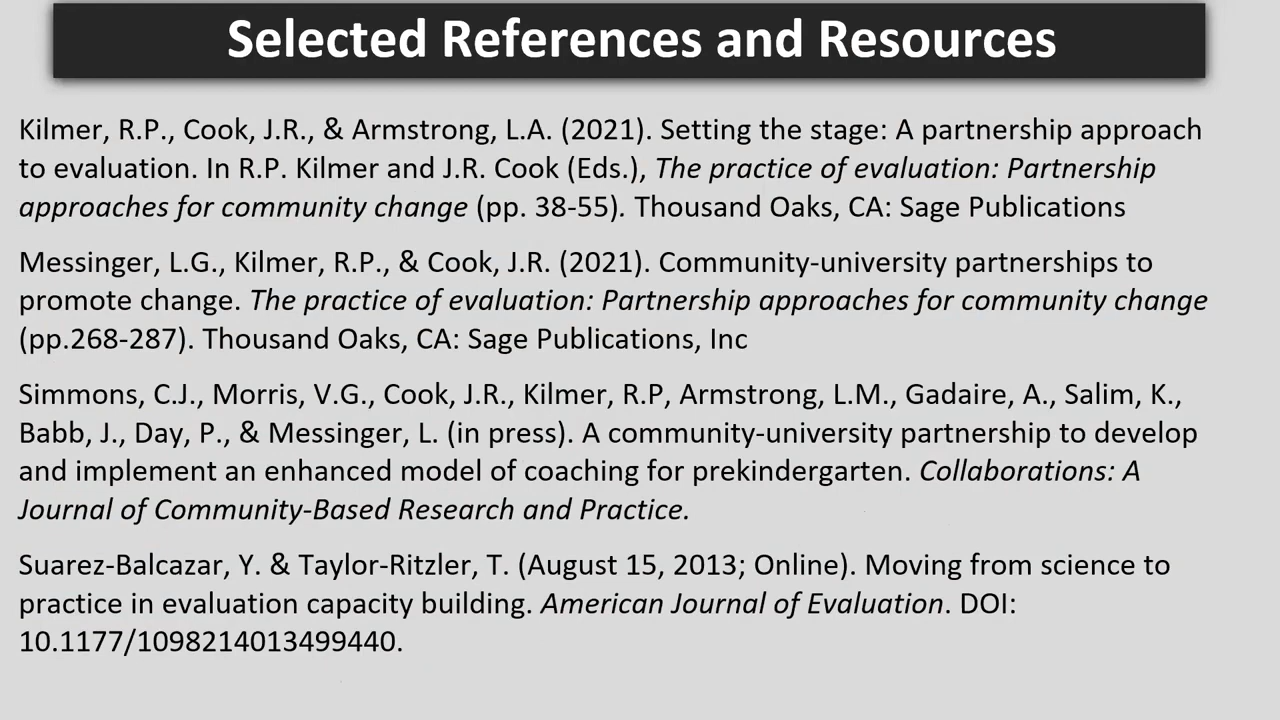 Selected References and Resources
Kilmer, R.P., Cook, J.R., & Armstrong, L.A. (2021). Setting the stage: A partnership approach
to evaluation. In R.P. Kilmer and J.R. Cook (Eds.), The practice of evaluation: Partnership
approaches for community change (pp. 38-55). Thousand Oaks, CA: Sage Publications
Messinger, L.G., Kilmer, R.P., & Cook, J.R. (2021). Community-university partnerships to
promote change. The practice of evaluation: Partnership approaches for community change
(pp.268-287). Thousand Oaks, CA: Sage Publications, Inc
Simmons, C.J., Morris, V.G., Cook, J.R., Kilmer, R.P, Armstrong, L.M., Gadaire, A., Salim, K.,
Babb, J., Day, P., & Messinger, L. (in press). A community-university partnership to develop
and implement an enhanced model of coaching for prekindergarten. Collaborations: A
Journal of Community-Based Research and Practice.
Suarez-Balcazar, Y. & Taylor-Ritzler, T. (August 15, 2013; Online). Moving from science to
practice in evaluation capacity building. American Journal of Evaluation. DOI:
10.1177/1098214013499440.